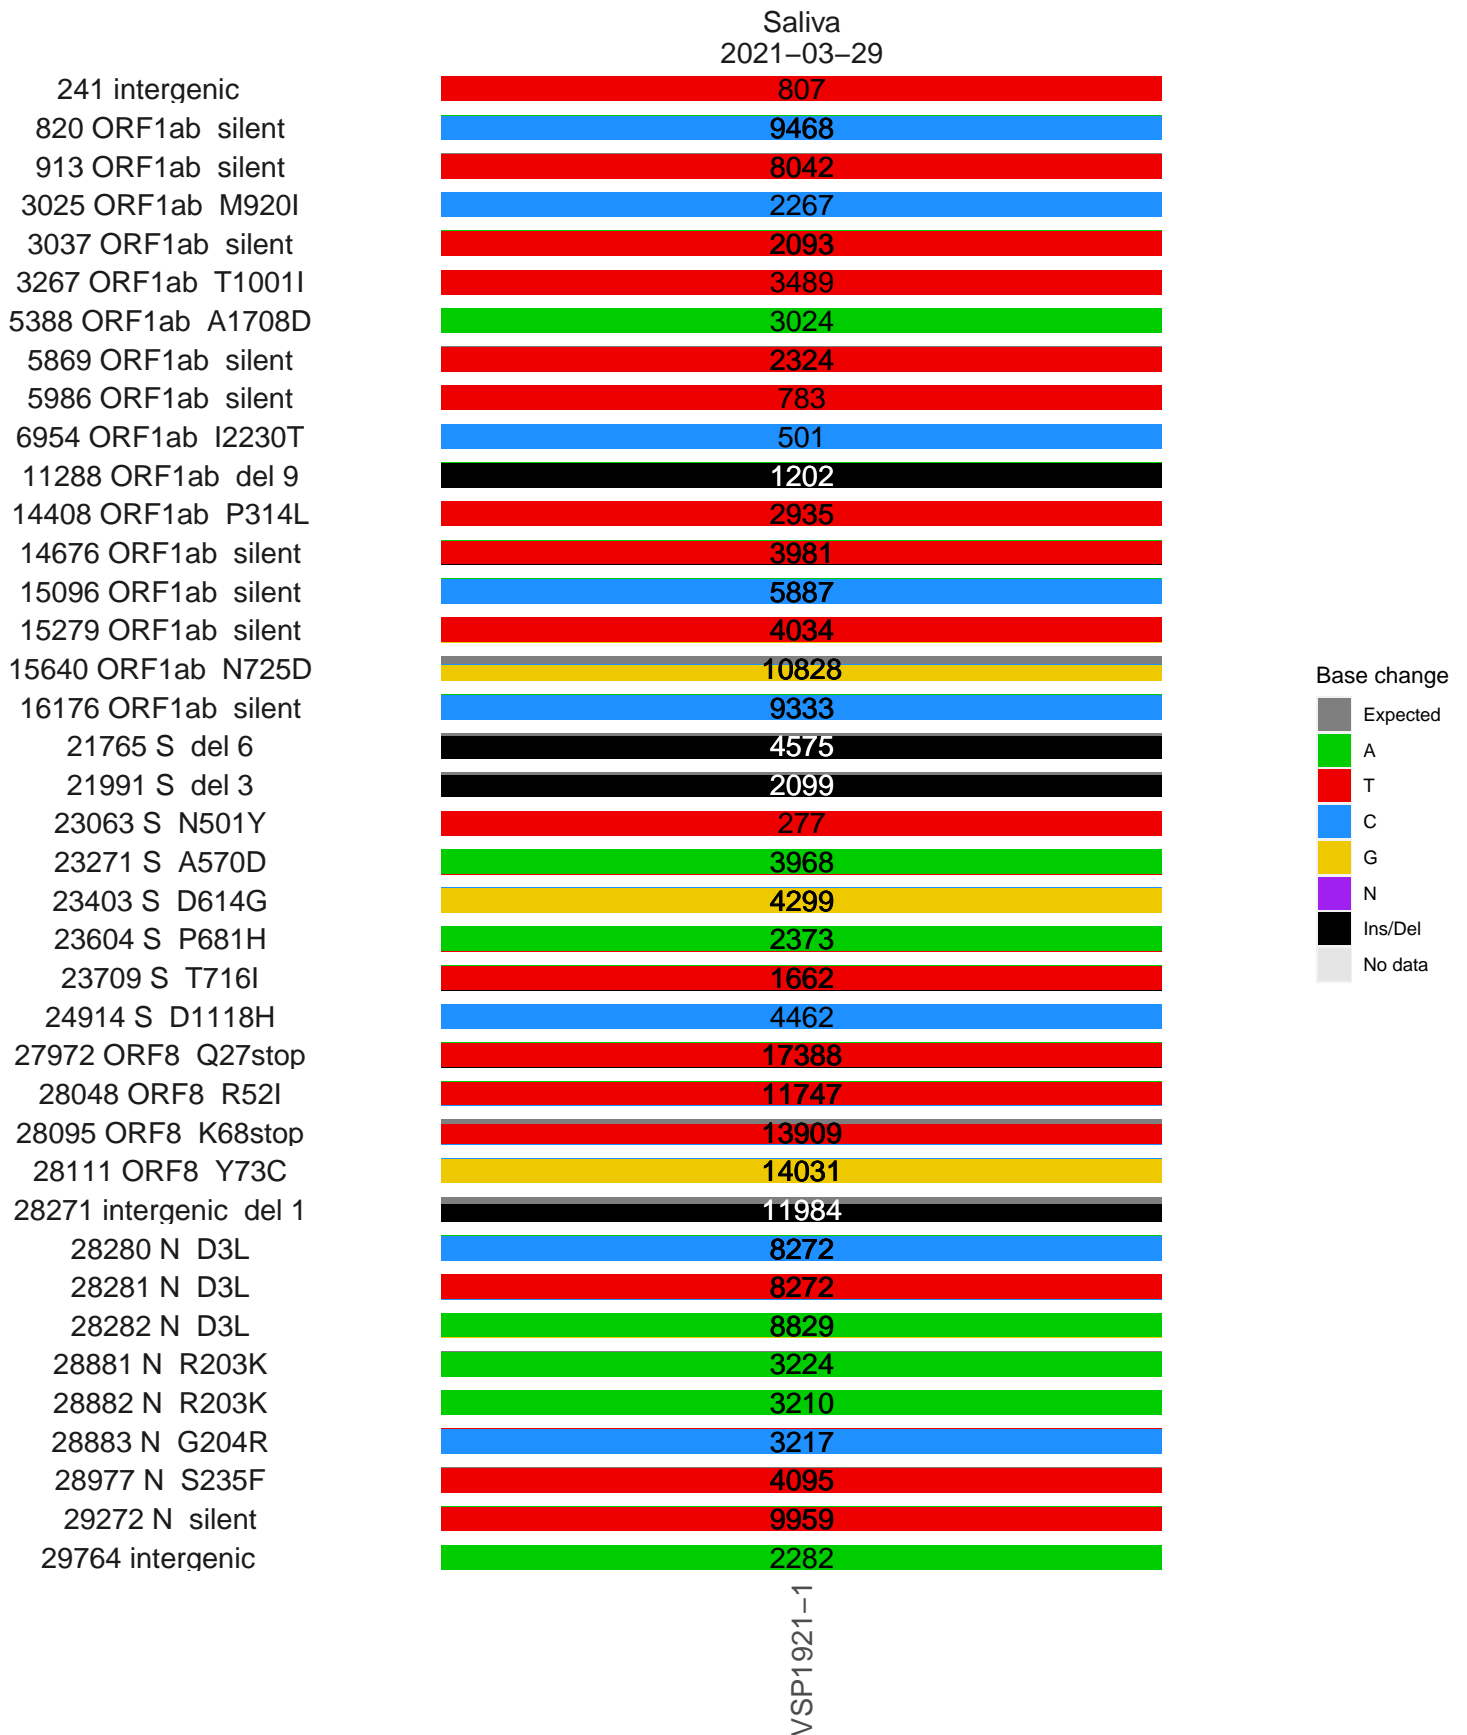 Saliva
2021−03−29
241 intergenic 807
820 ORF1ab silent 9468
913 ORF1ab silent 8042
3025 ORF1ab M920I 2267
3037 ORF1ab silent 2093
3267 ORF1ab T1001I 3489
5388 ORF1ab A1708D 3024
5869 ORF1ab silent 2324
5986 ORF1ab silent 783
6954 ORF1ab I2230T 501
11288 ORF1ab del 9 1202
14408 ORF1ab P314L 2935
14676 ORF1ab silent 3981
15096 ORF1ab silent 5887
15279 ORF1ab silent 4034
15640 ORF1ab N725D 10828
16176 ORF1ab silent 9333
21765 S del 6 4575
21991 S del 3 2099
23063 S N501Y 277
23271 S A570D 3968
23403 S D614G 4299
23604 S P681H 2373
23709 S T716I 1662
24914 S D1118H 4462
27972 ORF8 Q27stop 17388
28048 ORF8 R52I 11747
28095 ORF8 K68stop 13909
28111 ORF8 Y73C 14031
28271 intergenic del 1 11984
28280 N D3L 8272
28281 N D3L 8272
28282 N D3L 8829
28881 N R203K 3224
28882 N R203K 3210
28883 N G204R 3217
28977 N S235F 4095
29272 N silent 9959
29764 intergenic 2282
VSP1921−1
Base change
Expected
A
T
C
G
N
Ins/Del
No data